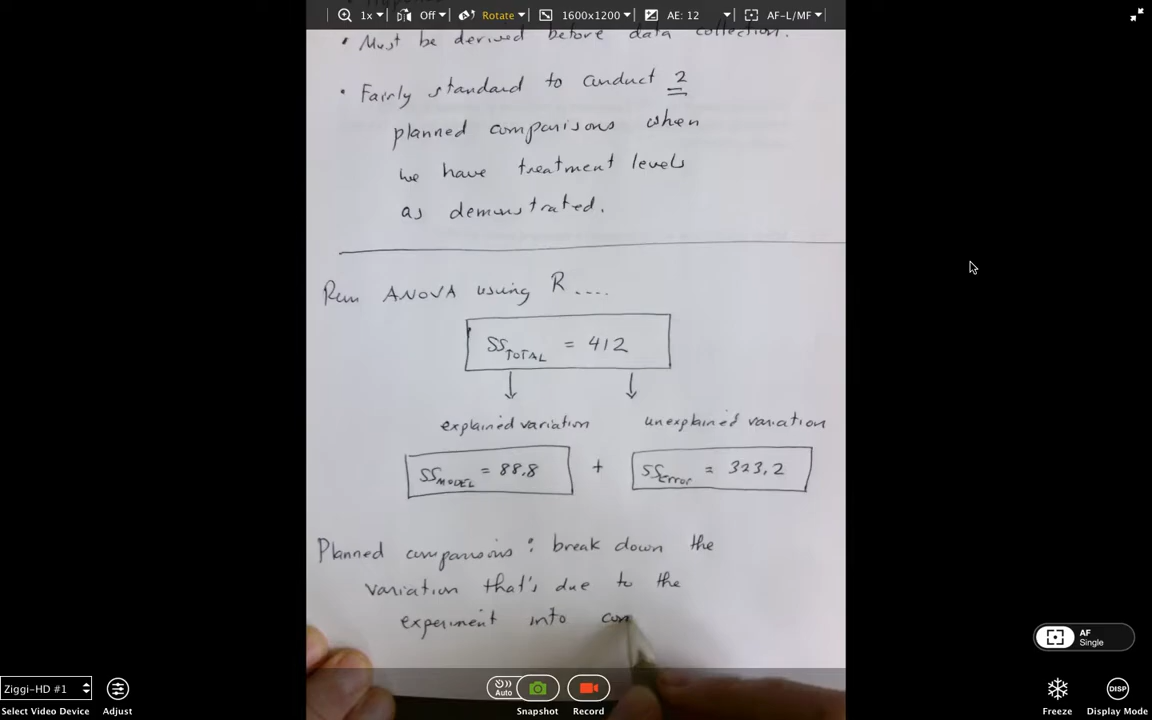 1x Off Rotate 1600x1200 AE: 12 AF-L/MF
• Must be derived before data collection.
• Fairly standard to conduct 2
planned comparisons when
we have treatment levels
as demonstrated.
Run ANOVA using R ....
SS TOTAL = 412
explained variation unexplained variation
SS MODEL = 88.8 + SS Error = 323.2
Planned comparisons : break down the
variation that's due to the
experiment into com
AF
Single
Ziggi-HD #1
Auto
DISP
Select Video Device Adjust Snapshot Record Freeze Display Mode